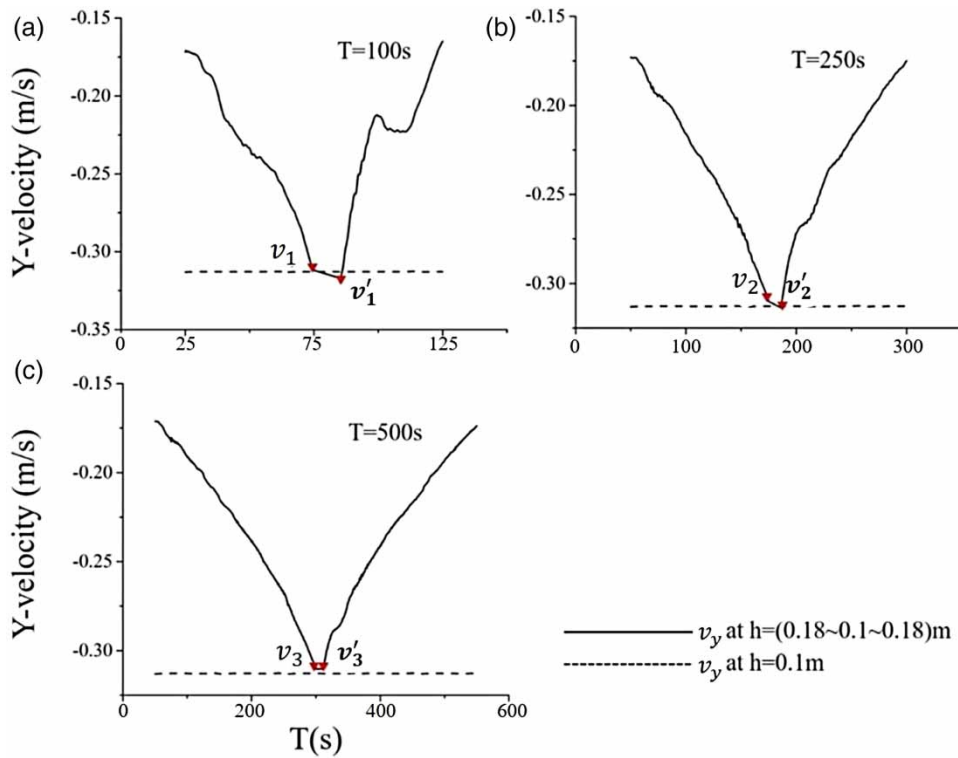 (a)
Y-velocity (m/s)
-0.15
-0.20
-0.25
-0.30
-0.35
T=100s
v₁
v′₁
0 25 75 125
(b)
-0.15
-0.20
-0.25
-0.30
T=250s
v₂ v′₂
0 100 200 300
(c)
Y-velocity (m/s)
-0.15
-0.20
-0.25
-0.30
T=500s
v₃ v′₃
0 200 400 600
T(s)
vᵧ at h=(0.18~0.1~0.18)m
vᵧ at h=0.1m